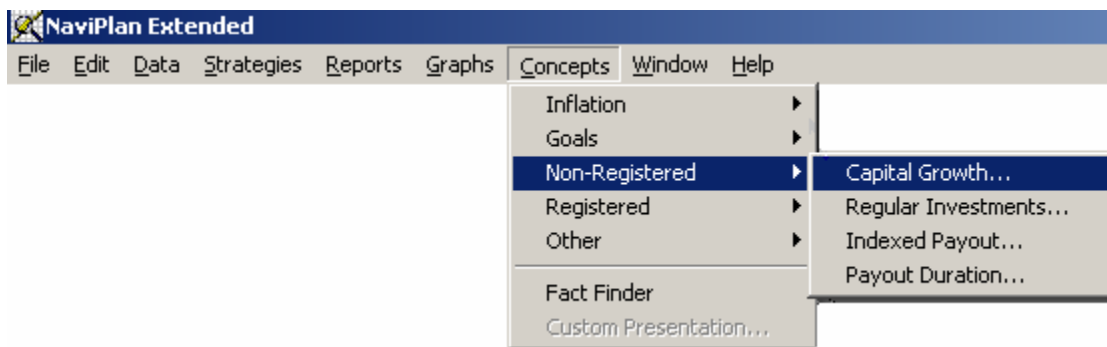 NaviPlan Extended
File Edit Data Strategies Reports Graphs Concepts Window Help
Inflation
Goals
Non-Registered
Registered
Other
Fact Finder
Custom Presentation...
Capital Growth...
Regular Investments...
Indexed Payout...
Payout Duration...